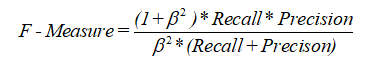 F - Measure = (1 + β²) * Recall * Precision / β² * (Recall + Precison)